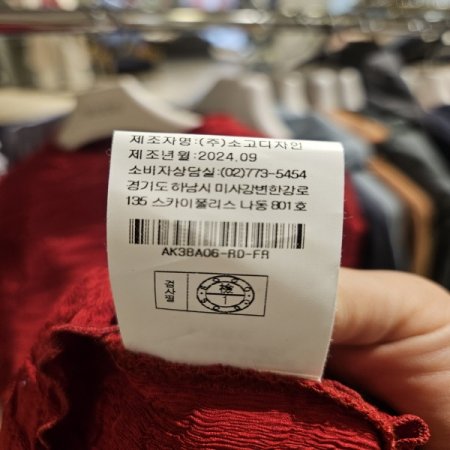 제조자명:(주)소고디자인
제조년월:2024.09
소비자상담실:(02)773-5454
경기도 하남시 미사강변한강로
135 스카이폴리스 나동 801호
AK3BA06-RD-FR
검사필